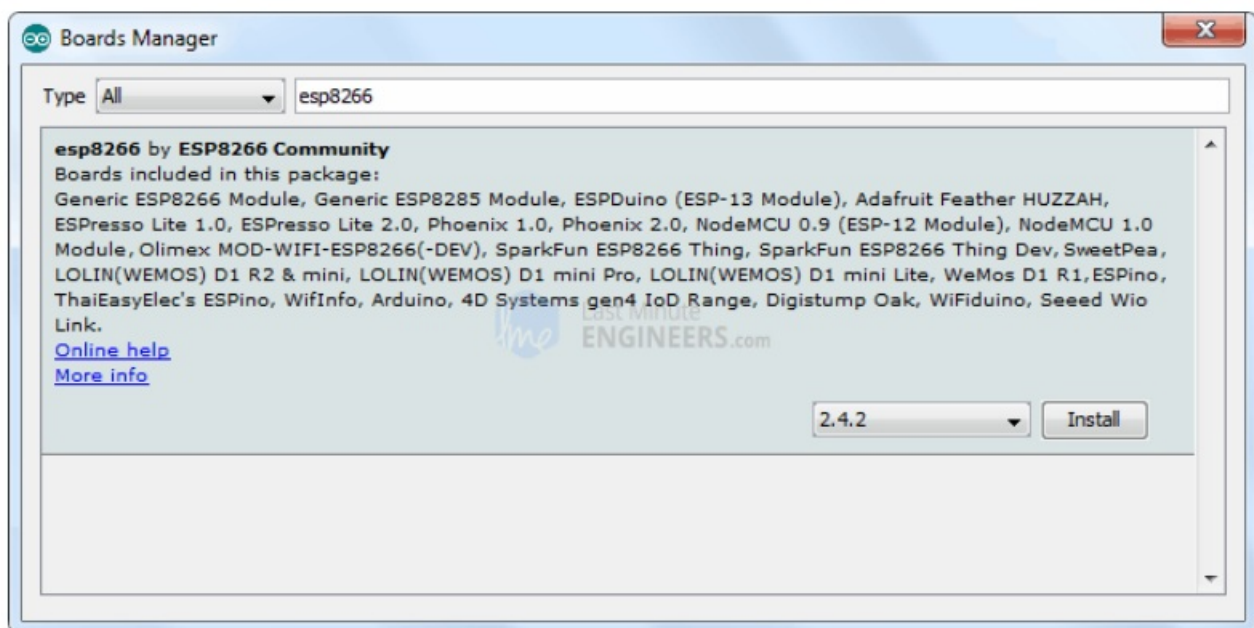 Boards Manager
Type All esp8266
esp8266 by ESP8266 Community
Boards included in this package:
Generic ESP8266 Module, Generic ESP8285 Module, ESPDuino (ESP-13 Module), Adafruit Feather HUZZAH,
ESPresso Lite 1.0, ESPresso Lite 2.0, Phoenix 1.0, Phoenix 2.0, NodeMCU 0.9 (ESP-12 Module), NodeMCU 1.0
Module, Olimex MOD-WIFI-ESP8266(-DEV), SparkFun ESP8266 Thing, SparkFun ESP8266 Thing Dev, SweetPea,
LOLIN(WEMOS) D1 R2 & mini, LOLIN(WEMOS) D1 mini Pro, LOLIN(WEMOS) D1 mini Lite, WeMos D1 R1, ESPino,
ThaiEasyElec's ESPino, WifInfo, Arduino, 4D Systems gen4 IoD Range, Digistump Oak, WiFiduino, Seeed Wio
Link.
Last Minute
ENGINEERS.com
Online help
More info
2.4.2 Install